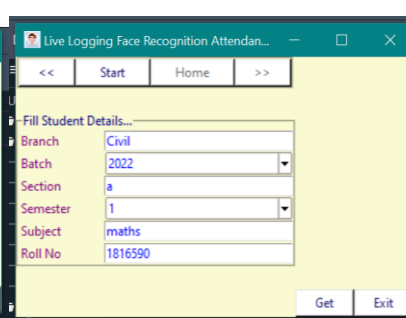 Live Logging Face Recognition Attendan...
<< Start Home >>
Fill Student Details...
Branch Civil
Batch 2022
Section a
Semester 1
Subject maths
Roll No 1816590
Get Exit